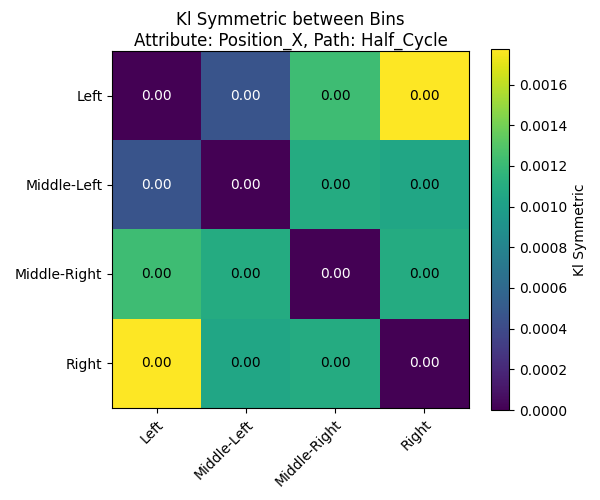 Kl Symmetric between Bins
Attribute: Position_X, Path: Half_Cycle
Left
0.00 0.00 0.00 0.00
Middle-Left
0.00 0.00 0.00 0.00
Middle-Right
0.00 0.00 0.00 0.00
Right
0.00 0.00 0.00 0.00
Left
Middle-Left
Middle-Right
Right
0.0016
0.0014
0.0012
0.0010
0.0008
0.0006
0.0004
0.0002
0.0000
Kl Symmetric